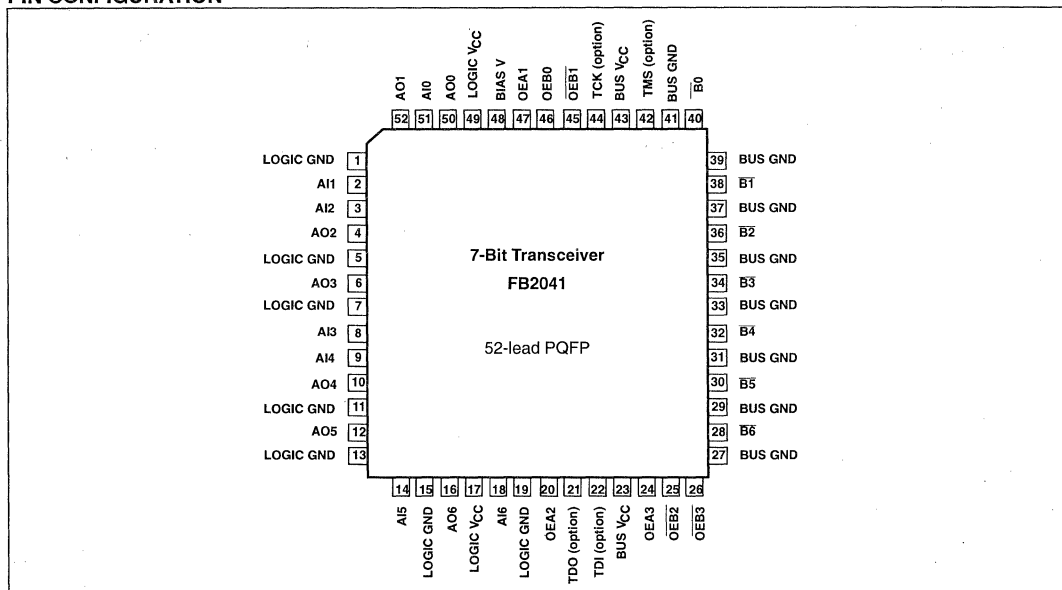 PIN CONFIGURATION
AO1
AI0
AO0
LOGIC VCC
BIAS V
OEA1
OEB0
OEB1
TCK (option)
BUS VCC
TMS (option)
BUS GND
B0
52 51 50 49 48 47 46 45 44 43 42 41 40
LOGIC GND 1
AI1 2
AI2 3
AO2 4
LOGIC GND 5
AO3 6
LOGIC GND 7
AI3 8
AI4 9
AO4 10
LOGIC GND 11
AO5 12
LOGIC GND 13
7-Bit Transceiver
FB2041
52-lead PQFP
39 BUS GND
38 B1
37 BUS GND
36 B2
35 BUS GND
34 B3
33 BUS GND
32 B4
31 BUS GND
30 B5
29 BUS GND
28 B6
27 BUS GND
14 15 16 17 18 19 20 21 22 23 24 25 26
AI5
LOGIC GND
AO6
LOGIC VCC
AI6
LOGIC GND
OEA2
TDO (option)
TDI (option)
BUS VCC
OEA3
OEB2
OEB3